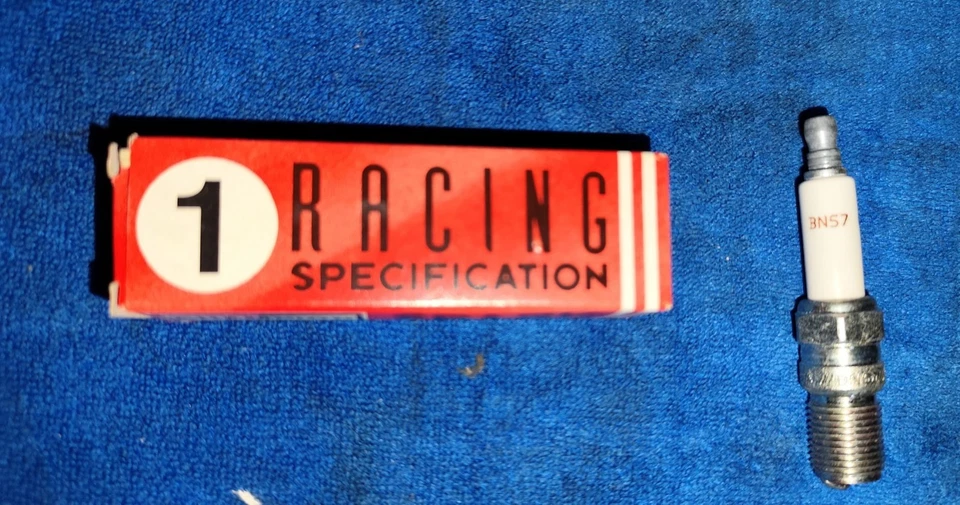 1
RACING
SPECIFICATION
3N57